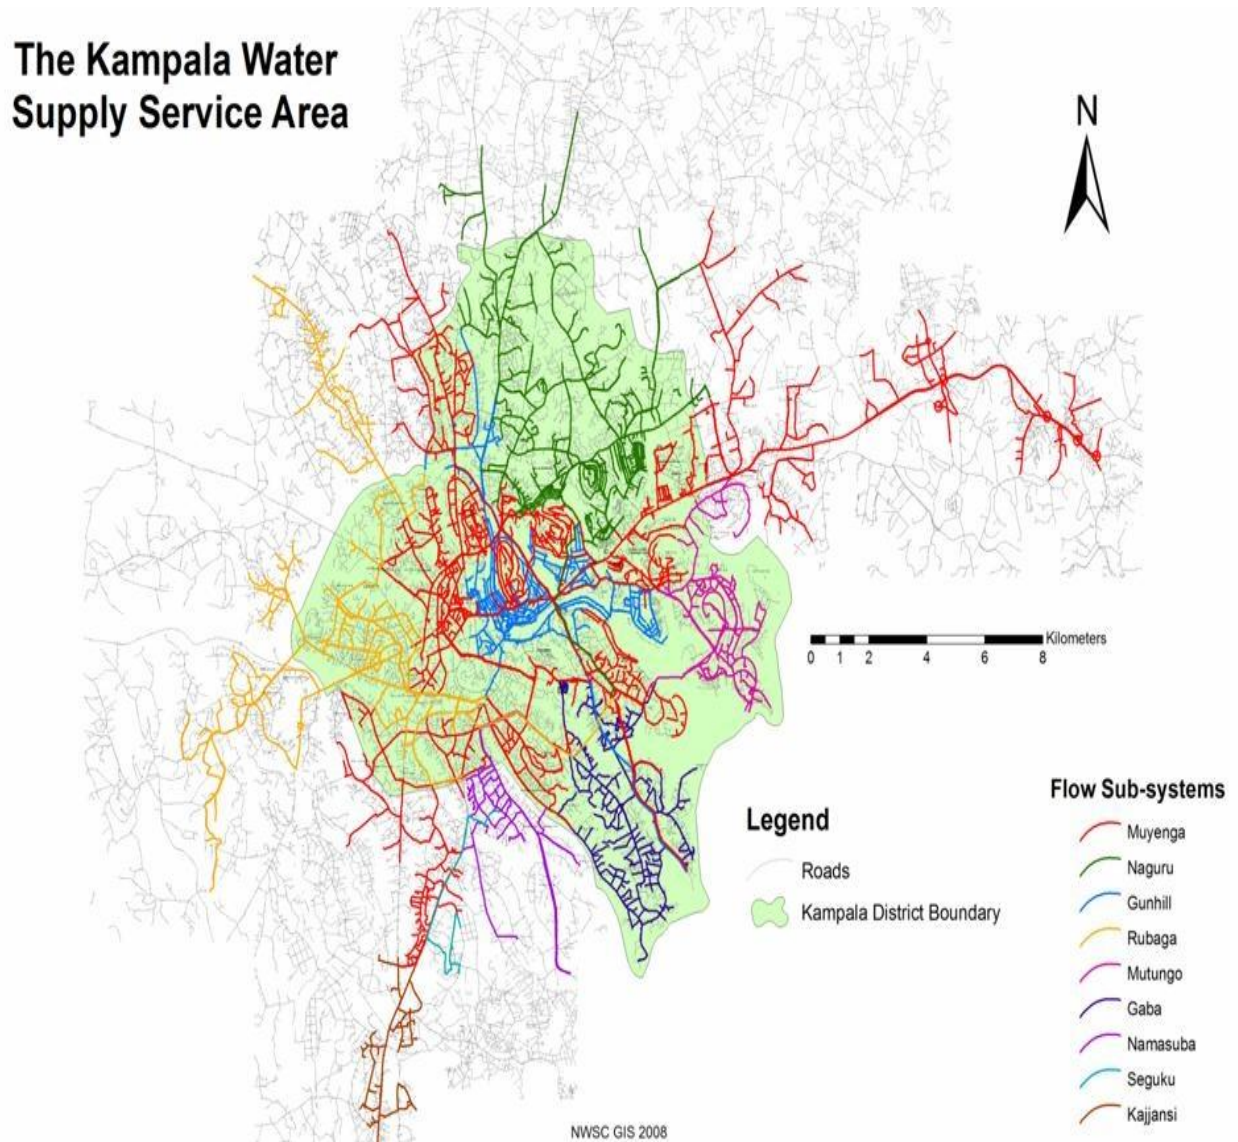 The Kampala Water
Supply Service Area
N
Kilometers
0 1 2 4 6 8
Legend
Roads
Kampala District Boundary
Flow Sub-systems
Muyenga
Naguru
Gunhill
Rubaga
Mutungo
Gaba
Namasuba
Seguku
Kajjansi
NWSC GIS 2008